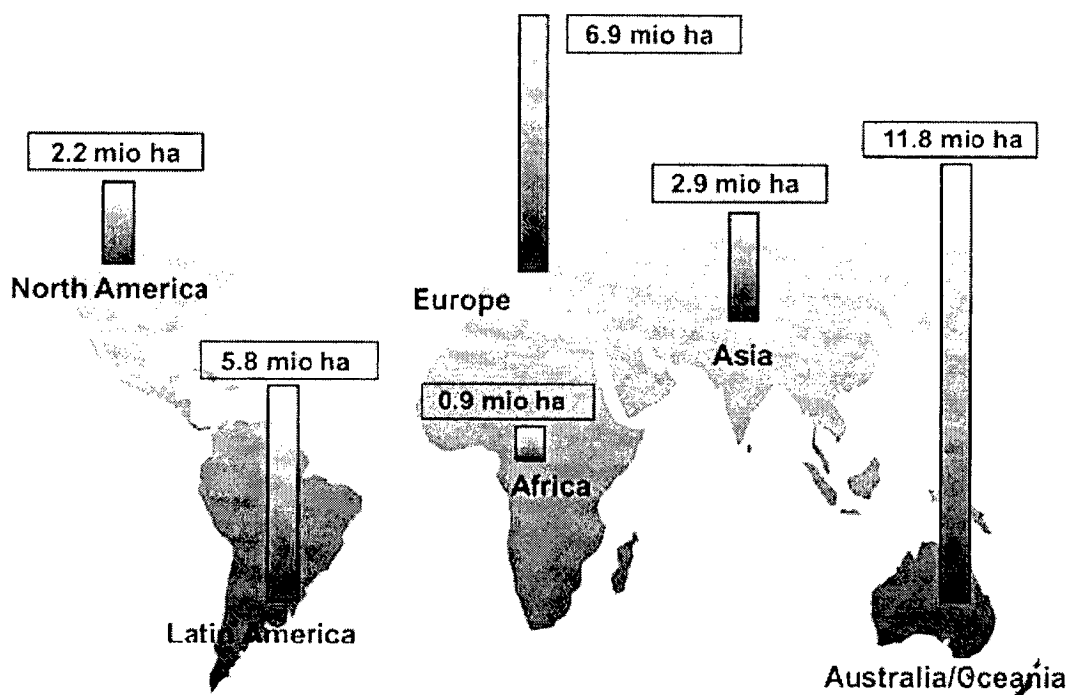 6.9 mio ha
2.2 mio ha
11.8 mio ha
2.9 mio ha
North America
Europe
5.8 mio ha
Asia
0.9 mio ha
Africa
Latin America
Australia/Oceania